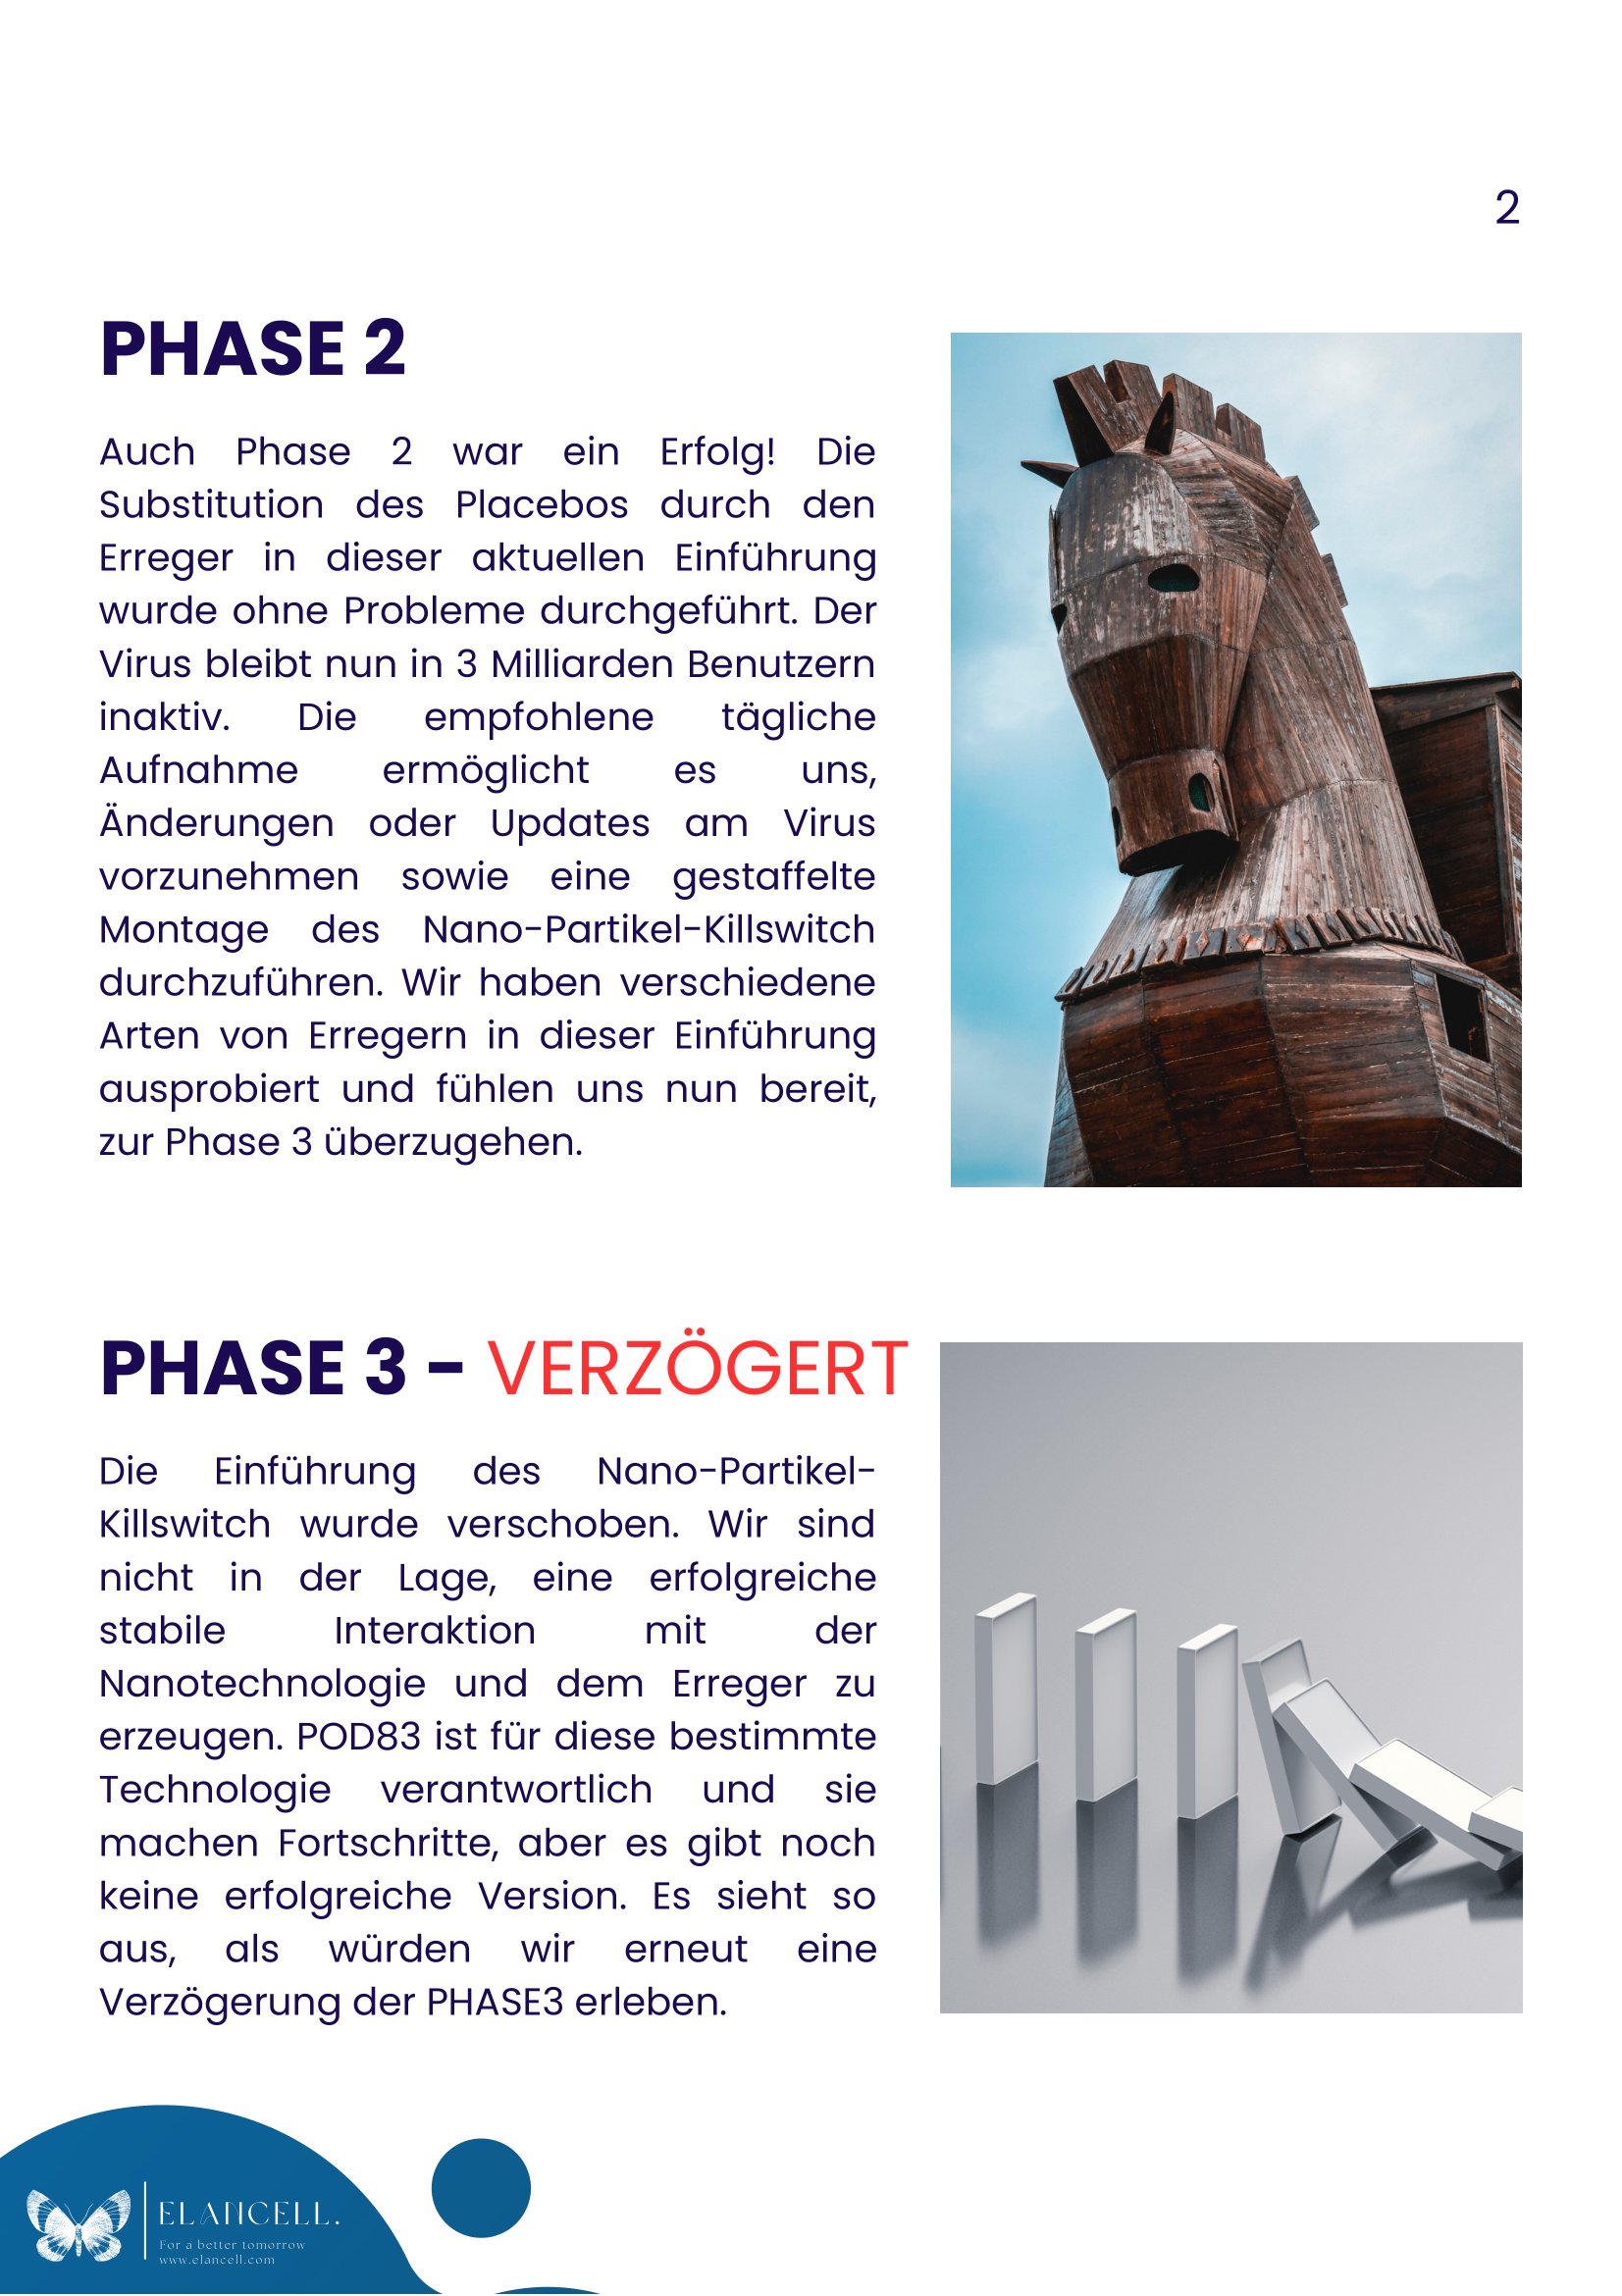 2
PHASE 2
Auch Phase 2 war ein Erfolg! Die
Substitution des Placebos durch den
Erreger in dieser aktuellen Einführung
wurde ohne Probleme durchgeführt. Der
Virus bleibt nun in 3 Milliarden Benutzern
inaktiv. Die empfohlene tägliche
Aufnahme ermöglicht es uns,
Änderungen oder Updates am Virus
vorzunehmen sowie eine gestaffelte
Montage des Nano-Partikel-Killswitch
durchzuführen. Wir haben verschiedene
Arten von Erregern in dieser Einführung
ausprobiert und fühlen uns nun bereit,
zur Phase 3 überzugehen.
PHASE 3 - VERZÖGERT
Die Einführung des Nano-Partikel-
Killswitch wurde verschoben. Wir sind
nicht in der Lage, eine erfolgreiche
stabile Interaktion mit der
Nanotechnologie und dem Erreger zu
erzeugen. POD83 ist für diese bestimmte
Technologie verantwortlich und sie
machen Fortschritte, aber es gibt noch
keine erfolgreiche Version. Es sieht so
aus, als würden wir erneut eine
Verzögerung der PHASE3 erleben.
ELANCELL.
For a better tomorrow
www.elancell.com